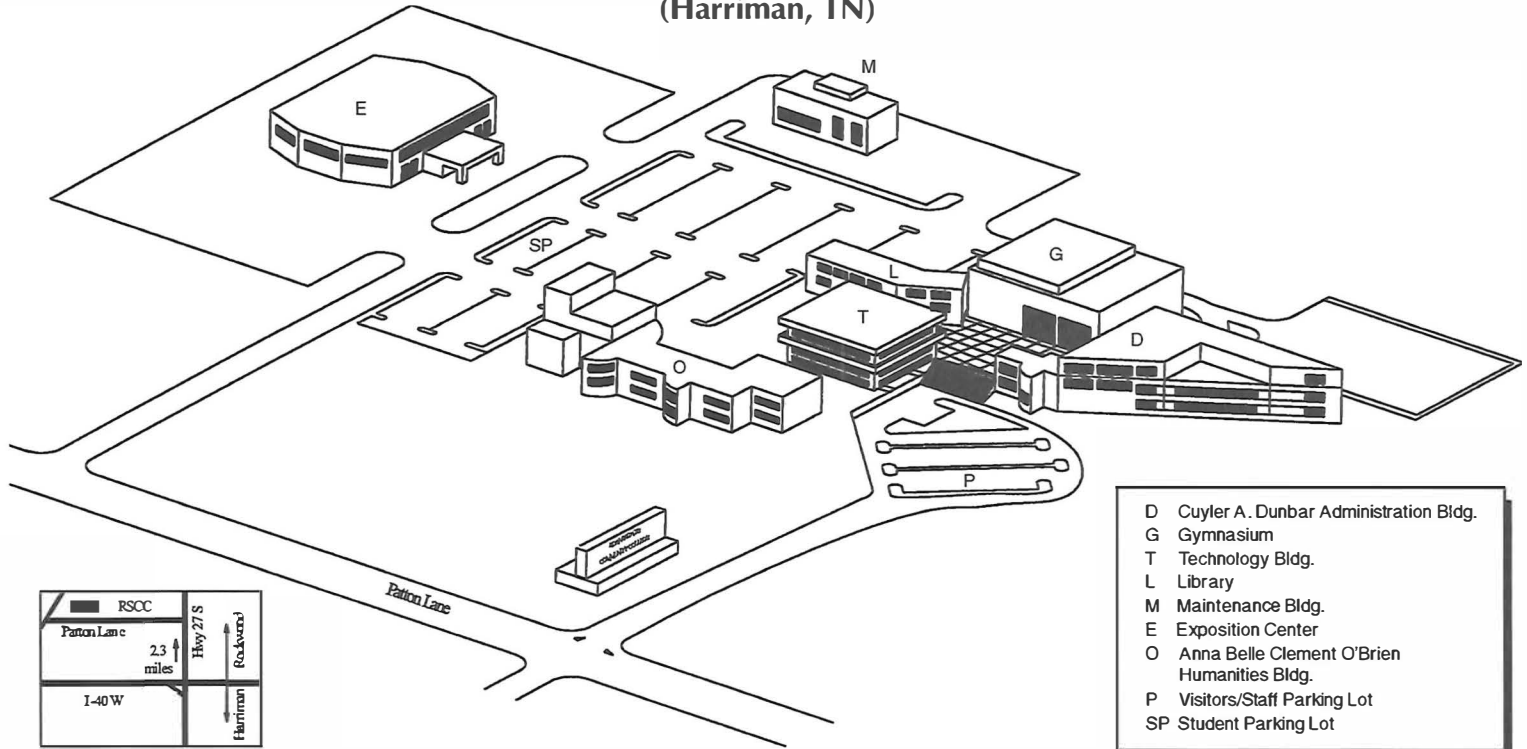 (Harriman, TN)
M
E
SP
G
L
T
D
O
P
Patton Lane
RSCC
Patton Lane
2.3
miles
Hwy 27 S
Rockwood
Harriman
I-40 W
D Cuyler A. Dunbar Administration Bldg.
G Gymnasium
T Technology Bldg.
L Library
M Maintenance Bldg.
E Exposition Center
O Anna Belle Clement O'Brien
Humanities Bldg.
P Visitors/Staff Parking Lot
SP Student Parking Lot